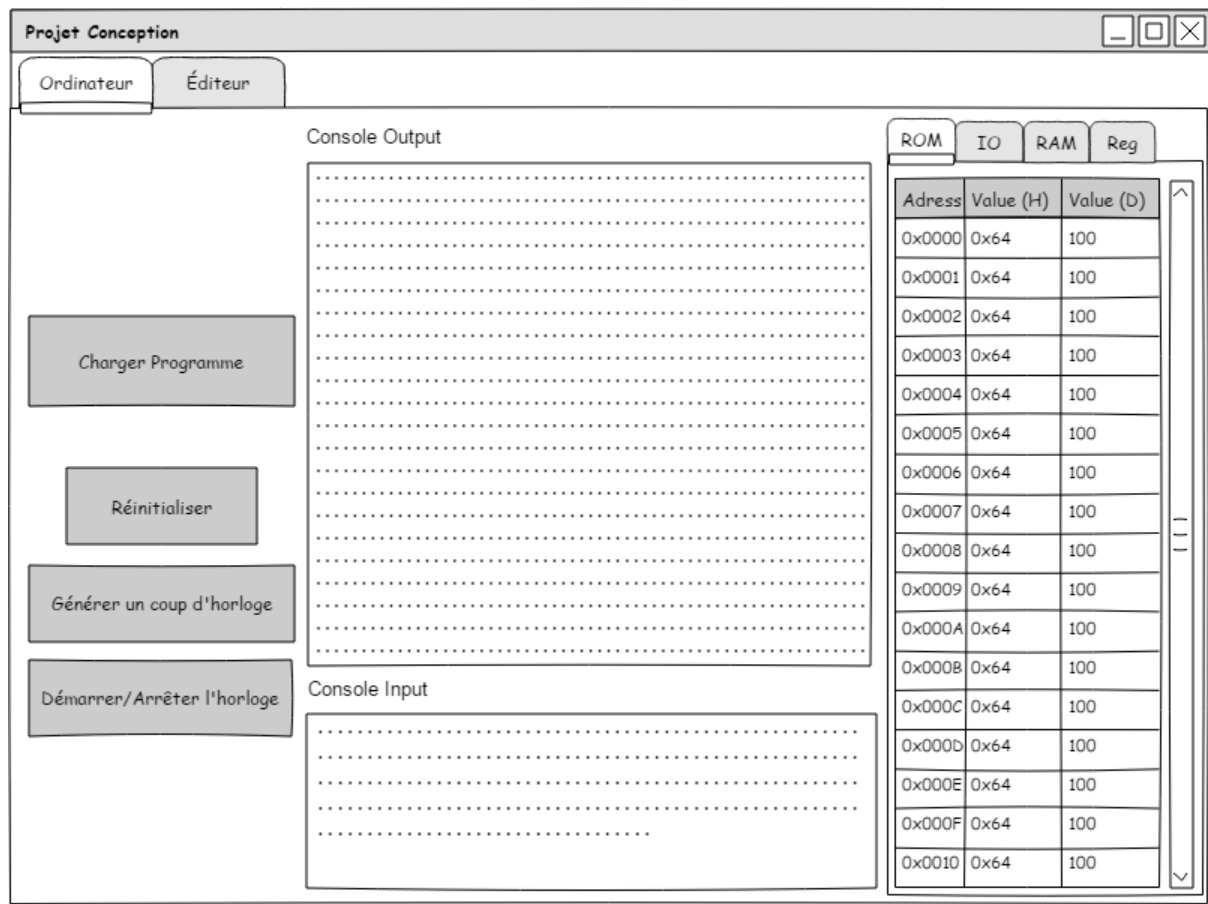 Projet Conception
Ordinateur
Éditeur
Charger Programme
Réinitialiser
Générer un coup d'horloge
Démarrer/Arrêter l'horloge
Console Output
Console Input
ROM IO RAM Reg
Adress Value (H) Value (D)
0x0000 0x64 100
0x0001 0x64 100
0x0002 0x64 100
0x0003 0x64 100
0x0004 0x64 100
0x0005 0x64 100
0x0006 0x64 100
0x0007 0x64 100
0x0008 0x64 100
0x0009 0x64 100
0x000A 0x64 100
0x000B 0x64 100
0x000C 0x64 100
0x000D 0x64 100
0x000E 0x64 100
0x000F 0x64 100
0x0010 0x64 100